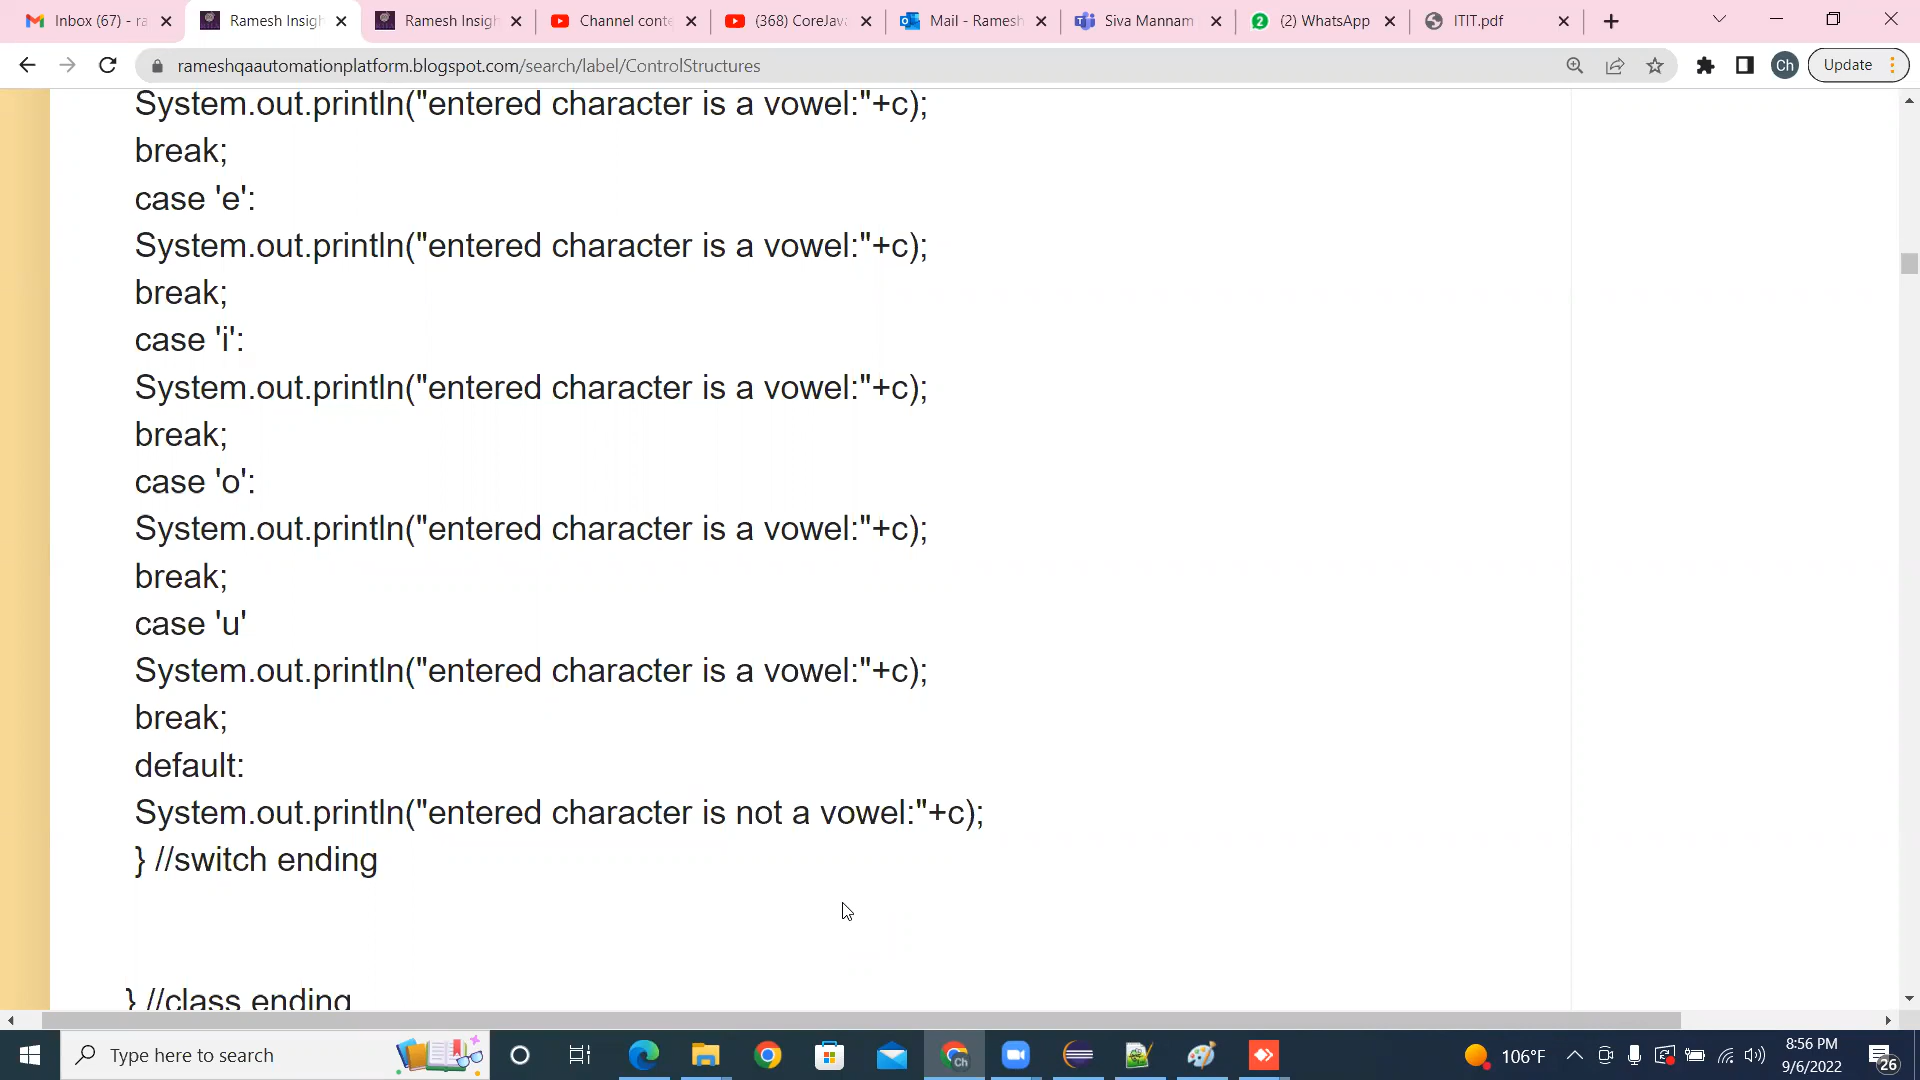 Inbox (67) - ra
Ramesh Insigh
Ramesh Insigh
Channel conte
(368) CoreJava
Mail - Ramesh
Siva Mannam
(2) WhatsApp
ITIT.pdf
rameshqaautomationplatform.blogspot.com/search/label/ControlStructures
Ch
Update
System.out.println("entered character is a vowel:"+c);
break;
case 'e':
System.out.println("entered character is a vowel:"+c);
break;
case 'i':
System.out.println("entered character is a vowel:"+c);
break;
case 'o':
System.out.println("entered character is a vowel:"+c);
break;
case 'u'
System.out.println("entered character is a vowel:"+c);
break;
default:
System.out.println("entered character is not a vowel:"+c);
} //switch ending
} //class ending
Type here to search
Ch
106°F
8:56 PM
9/6/2022
26